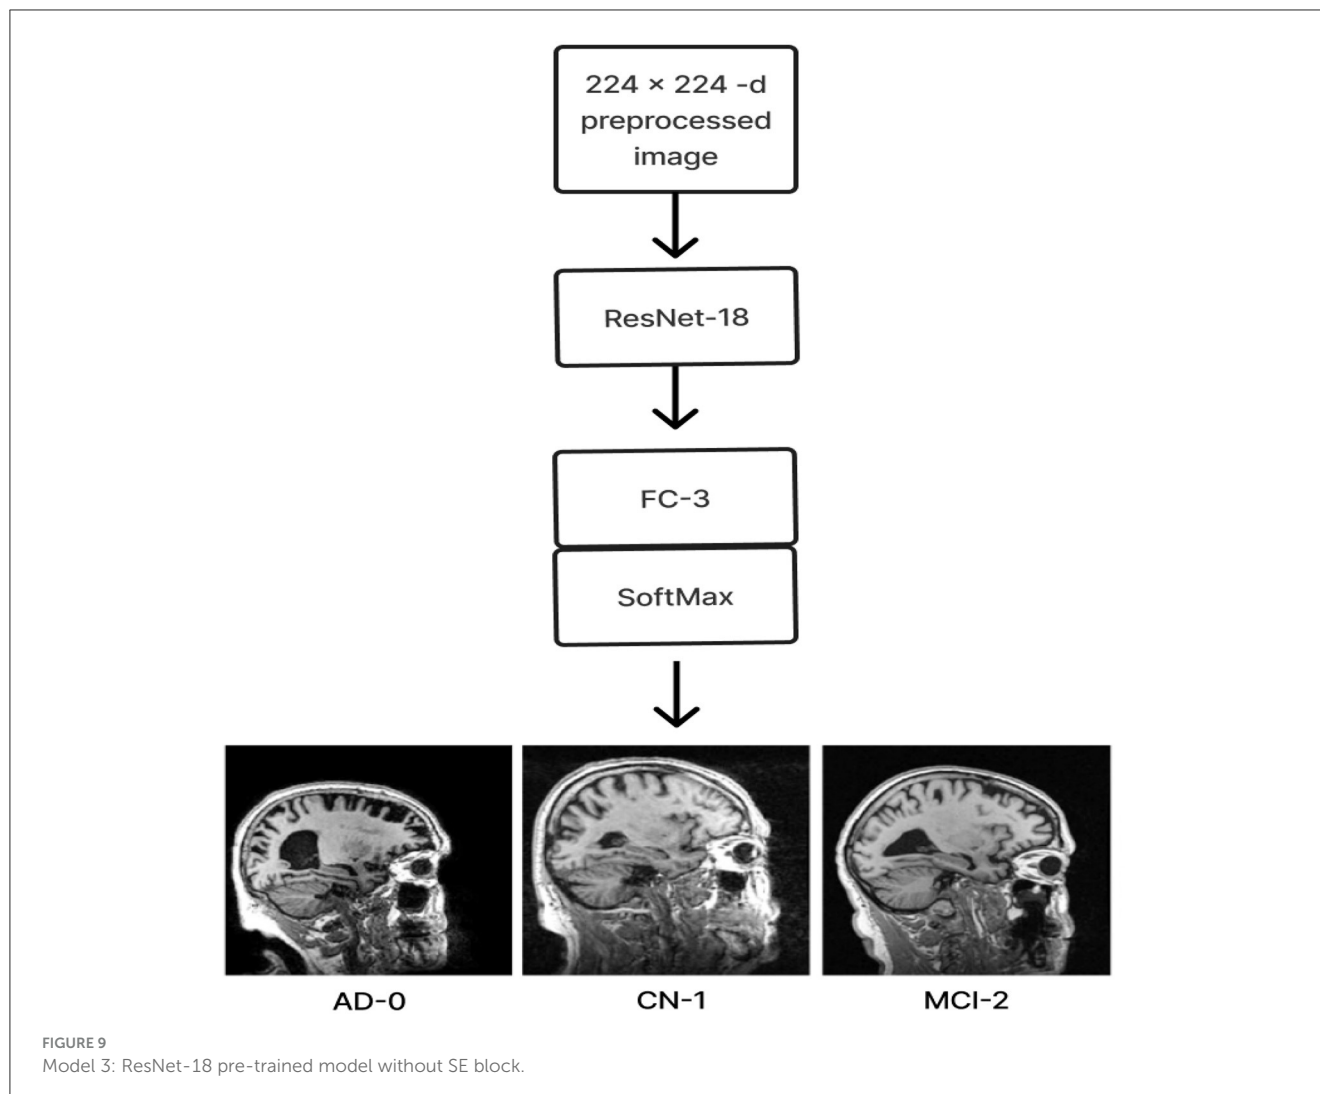 224 × 224 -d
preprocessed
image
ResNet-18
FC-3
SoftMax
AD-0
CN-1
MCI-2
FIGURE 9
Model 3: ResNet-18 pre-trained model without SE block.